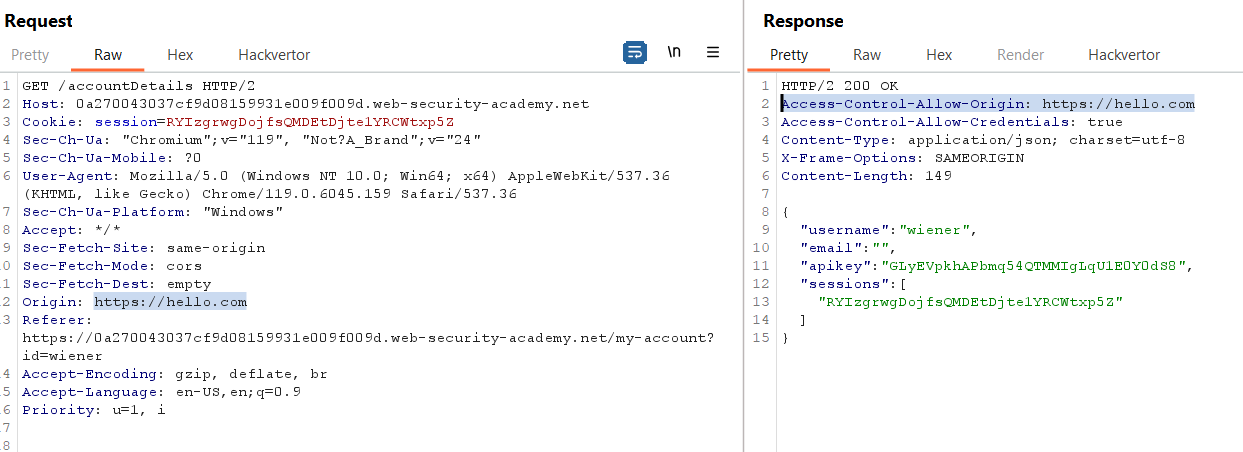 Request
Pretty Raw Hex Hackvertor \n
1 GET /accountDetails HTTP/2
2 Host: 0a270043037cf9d08159931e009f009d.web-security-academy.net
3 Cookie: session=RYIzgrwgDojfsQMDEtDjte1YRCWtxp5Z
4 Sec-Ch-Ua: "Chromium";v="119", "Not?A_Brand";v="24"
5 Sec-Ch-Ua-Mobile: ?0
6 User-Agent: Mozilla/5.0 (Windows NT 10.0; Win64; x64) AppleWebKit/537.36
(KHTML, like Gecko) Chrome/119.0.6045.159 Safari/537.36
7 Sec-Ch-Ua-Platform: "Windows"
8 Accept: */*
9 Sec-Fetch-Site: same-origin
0 Sec-Fetch-Mode: cors
1 Sec-Fetch-Dest: empty
2 Origin: https://hello.com
3 Referer:
https://0a270043037cf9d08159931e009f009d.web-security-academy.net/my-account?
id=wiener
4 Accept-Encoding: gzip, deflate, br
5 Accept-Language: en-US,en;q=0.9
6 Priority: u=1, i
7
8
Response
Pretty Raw Hex Render Hackvertor
1 HTTP/2 200 OK
2 Access-Control-Allow-Origin: https://hello.com
3 Access-Control-Allow-Credentials: true
4 Content-Type: application/json; charset=utf-8
5 X-Frame-Options: SAMEORIGIN
6 Content-Length: 149
7
8 {
9 "username":"wiener",
10 "email":"",
11 "apikey":"GLyEVpkhAPbmq54QTMMIgLqU1E0Y0dS8",
12 "sessions":[
13 "RYIzgrwgDojfsQMDEtDjte1YRCWtxp5Z"
14 ]
15 }